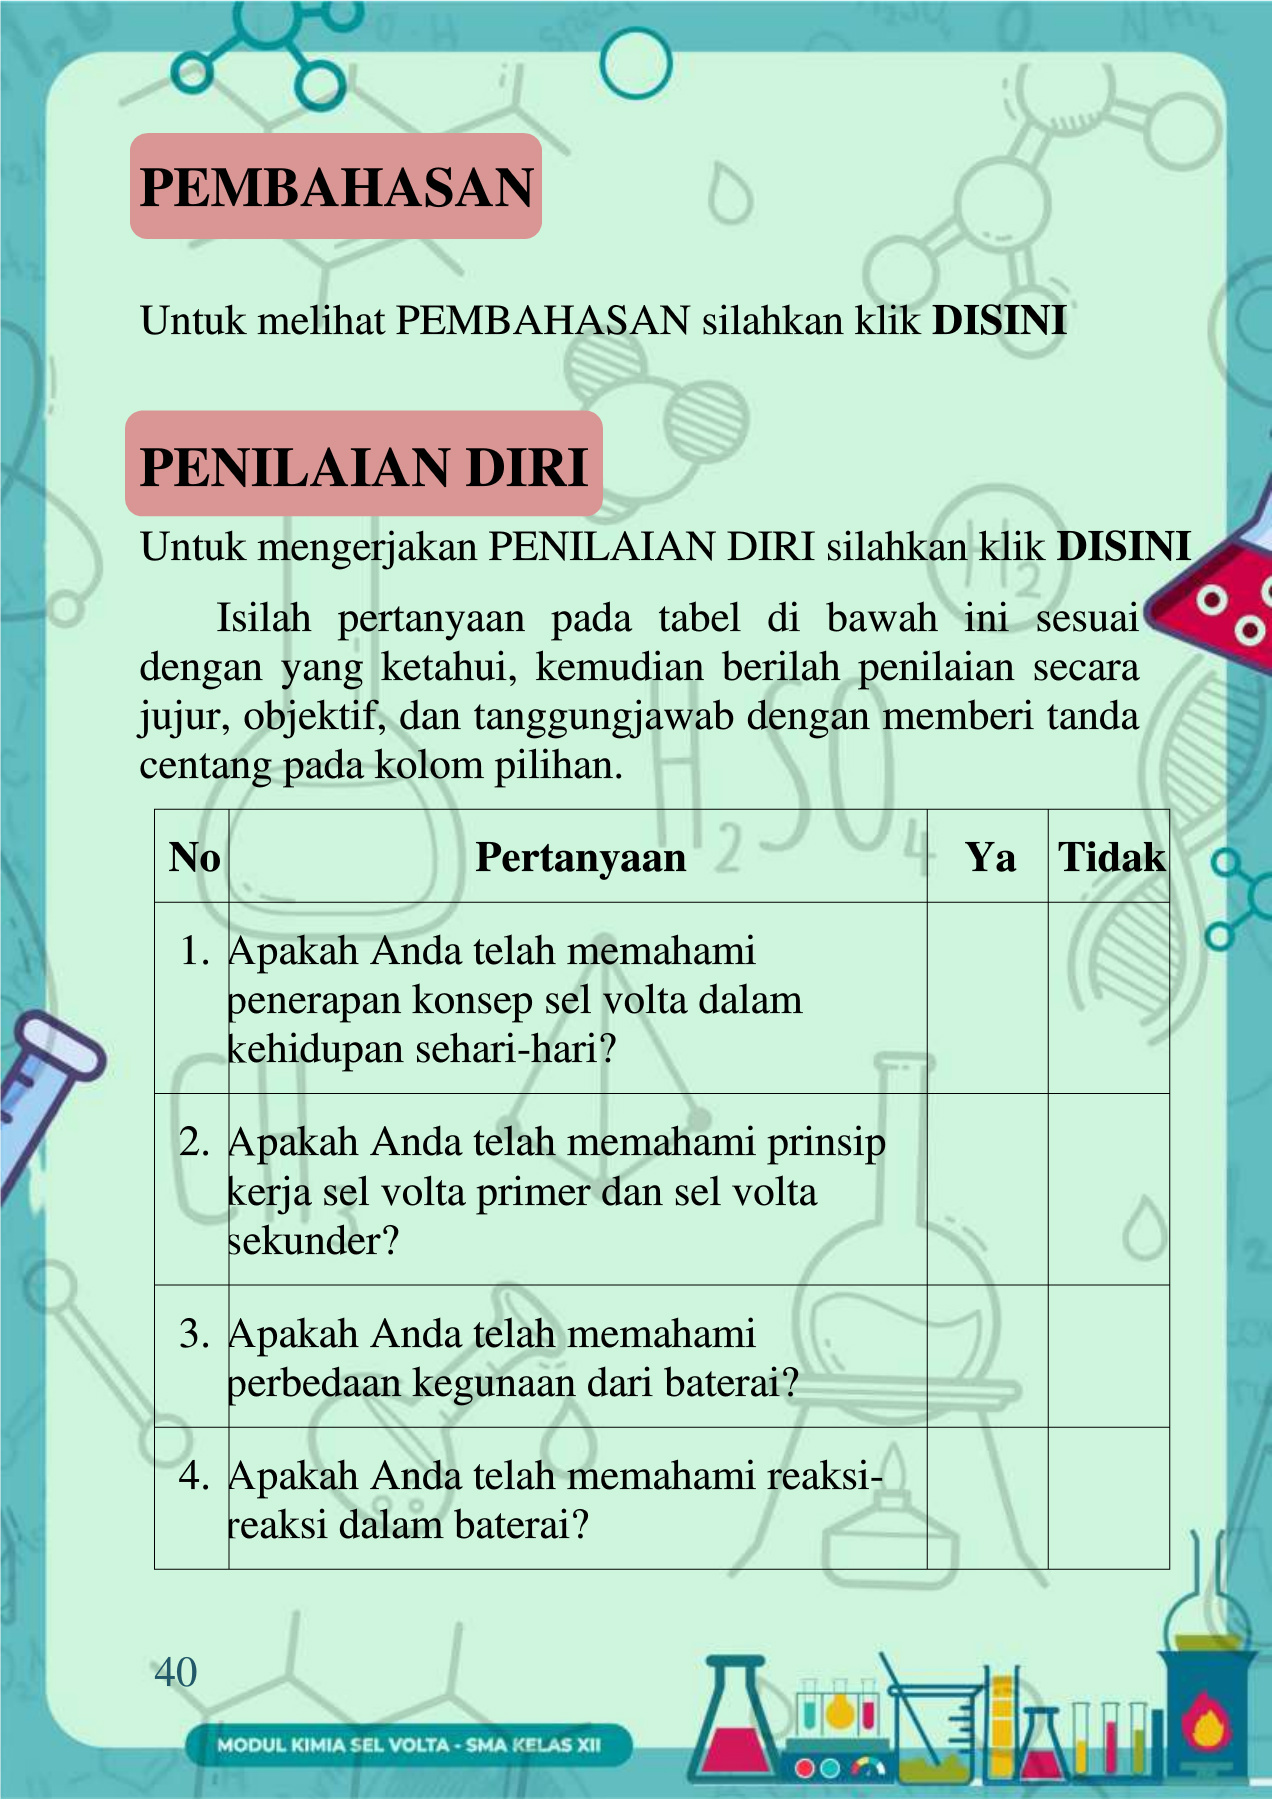 PEMBAHASAN
Untuk melihat PEMBAHASAN silahkan klik DISINI
PENILAIAN DIRI
Untuk mengerjakan PENILAIAN DIRI silahkan klik DISINI
Isilah pertanyaan pada tabel di bawah ini sesuai
dengan yang ketahui, kemudian berilah penilaian secara
jujur, objektif, dan tanggungjawab dengan memberi tanda
centang pada kolom pilihan.
No Pertanyaan Ya Tidak
1. Apakah Anda telah memahami
penerapan konsep sel volta dalam
kehidupan sehari-hari?
2. Apakah Anda telah memahami prinsip
kerja sel volta primer dan sel volta
sekunder?
3. Apakah Anda telah memahami
perbedaan kegunaan dari baterai?
4. Apakah Anda telah memahami reaksi-
reaksi dalam baterai?
40
MODUL KIMIA SEL VOLTA - SMA KELAS XII
H2
H2SO4
CH3